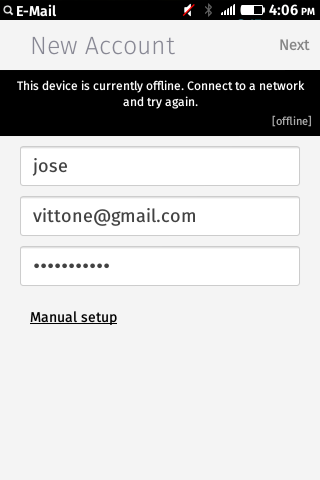 E-Mail 4:06 PM
New Account Next
This device is currently offline. Connect to a network
and try again.
[offline]
jose
vittone@gmail.com
•••••••••••
Manual setup